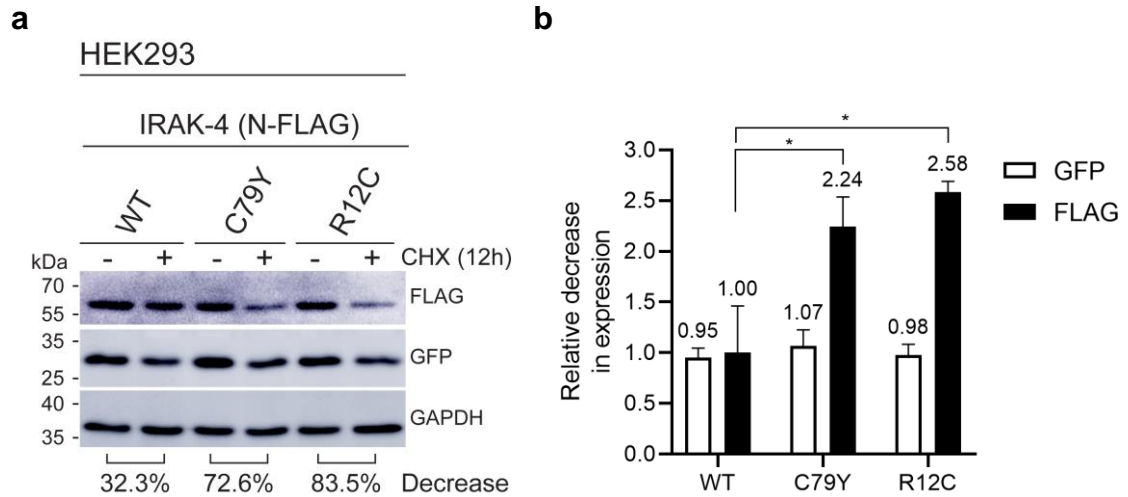 a
HEK293
IRAK-4 (N-FLAG)
WT C79Y R12C
kDa - + - + - + CHX (12h)
70 -
55 -
FLAG
35 -
25 -
GFP
40 -
35 -
GAPDH
32.3% 72.6% 83.5% Decrease
b
Relative decrease
in expression
3.0
2.5
2.0
1.5
1.0
0.5
0.0
*
*
0.95 1.00 1.07 2.24 0.98 2.58
WT C79Y R12C
GFP
FLAG